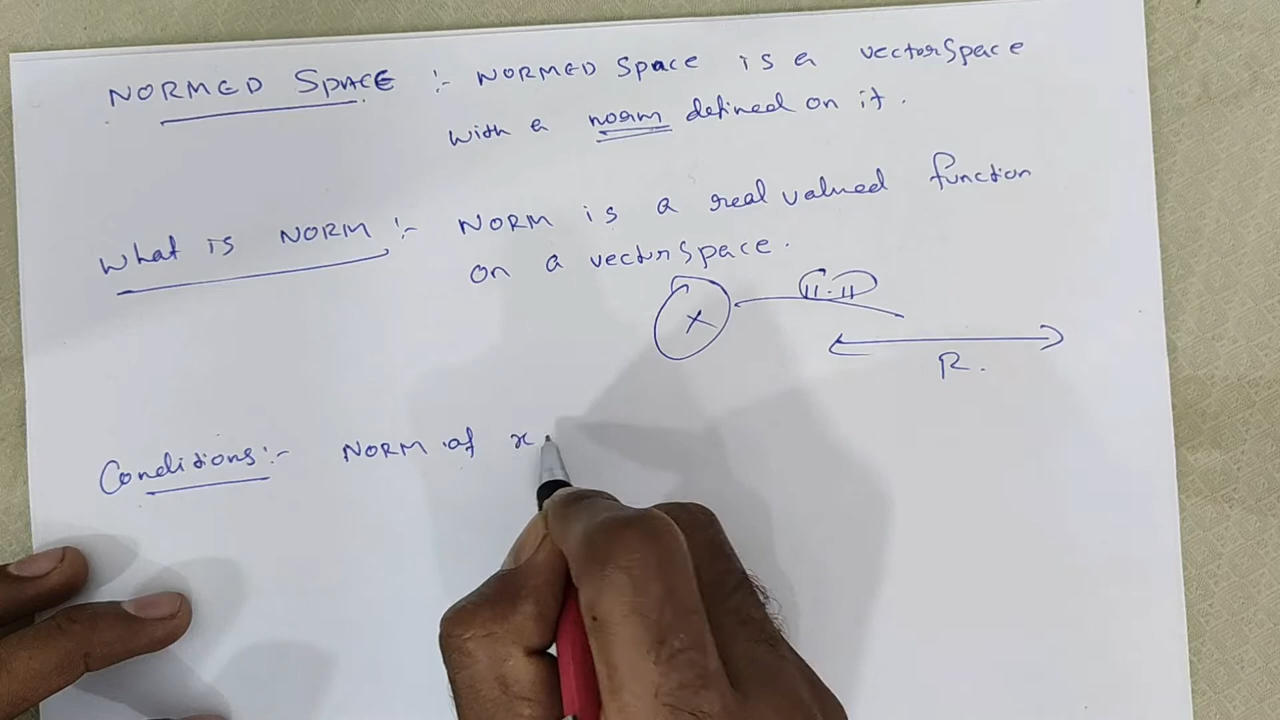 NORMED SPACE :- NORMED Space is a vectorspace
with a norm defined on it.
What is NORM :- NORM is a real valued function
on a vectorspace.
||.||
X
R.
Conditions:- NORM of x